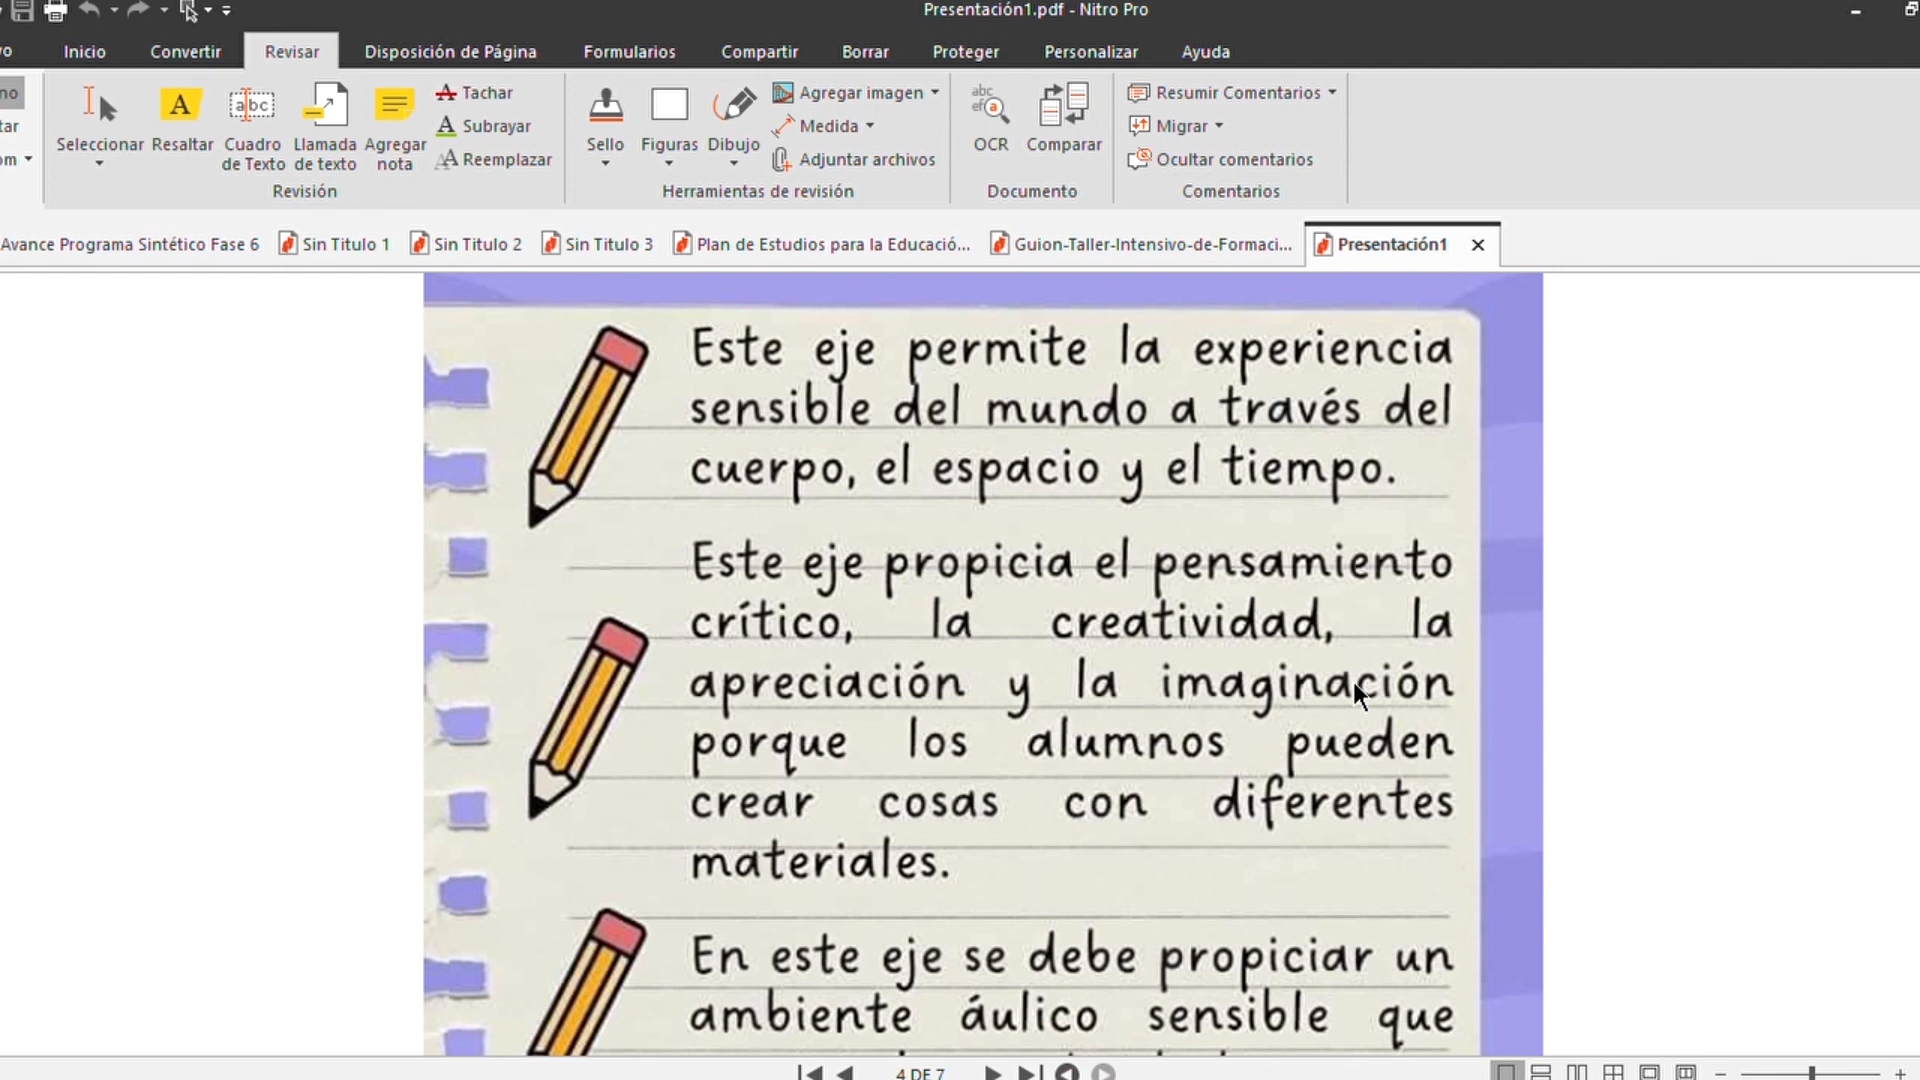 Presentación1.pdf - Nitro Pro
Inicio Convertir Revisar Disposición de Página Formularios Compartir Borrar Proteger Personalizar Ayuda
Seleccionar Resaltar Cuadro de Texto Llamada de texto Agregar nota
Tachar
Subrayar
Reemplazar
Revisión
Sello Figuras Dibujo
Agregar imagen
Medida
Adjuntar archivos
Herramientas de revisión
OCR Comparar
Documento
Resumir Comentarios
Migrar
Ocultar comentarios
Comentarios
Avance Programa Sintético Fase 6 Sin Titulo 1 Sin Titulo 2 Sin Titulo 3 Plan de Estudios para la Educació... Guion-Taller-Intensivo-de-Formaci... Presentación1
Este eje permite la experiencia
sensible del mundo a través del
cuerpo, el espacio y el tiempo.
Este eje propicia el pensamiento
crítico, la creatividad, la
apreciación y la imaginación
porque los alumnos pueden
crear cosas con diferentes
materiales.
En este eje se debe propiciar un
ambiente áulico sensible que
4 DE 7